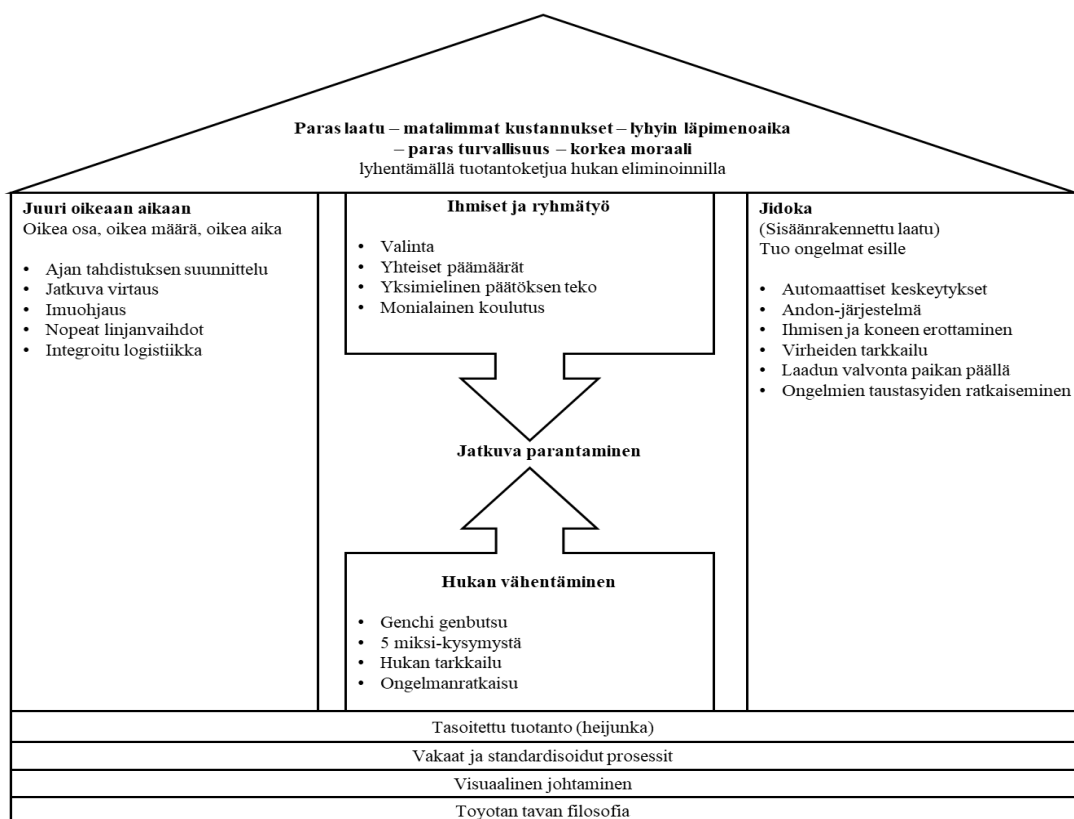 Paras laatu – matalimmat kustannukset – lyhyin läpimenoaika
– paras turvallisuus – korkea moraali
lyhentämällä tuotantoketjua hukan eliminoinnilla
Juuri oikeaan aikaan
Oikea osa, oikea määrä, oikea aika
• Ajan tahdistuksen suunnittelu
• Jatkuva virtaus
• Imuohjaus
• Nopeat linjanvaihdot
• Integroitu logistiikka
Ihmiset ja ryhmätyö
• Valinta
• Yhteiset päämäärät
• Yksimielinen päätöksen teko
• Monialainen koulutus
Jatkuva parantaminen
Hukan vähentäminen
• Genchi genbutsu
• 5 miksi-kysymystä
• Hukan tarkkailu
• Ongelmanratkaisu
Jidoka
(Sisäänrakennettu laatu)
Tuo ongelmat esille
• Automaattiset keskeytykset
• Andon-järjestelmä
• Ihmisen ja koneen erottaminen
• Virheiden tarkkailu
• Laadun valvonta paikan päällä
• Ongelmien taustasyiden ratkaiseminen
Tasoitettu tuotanto (heijunka)
Vakaat ja standardisoidut prosessit
Visuaalinen johtaminen
Toyotan tavan filosofia